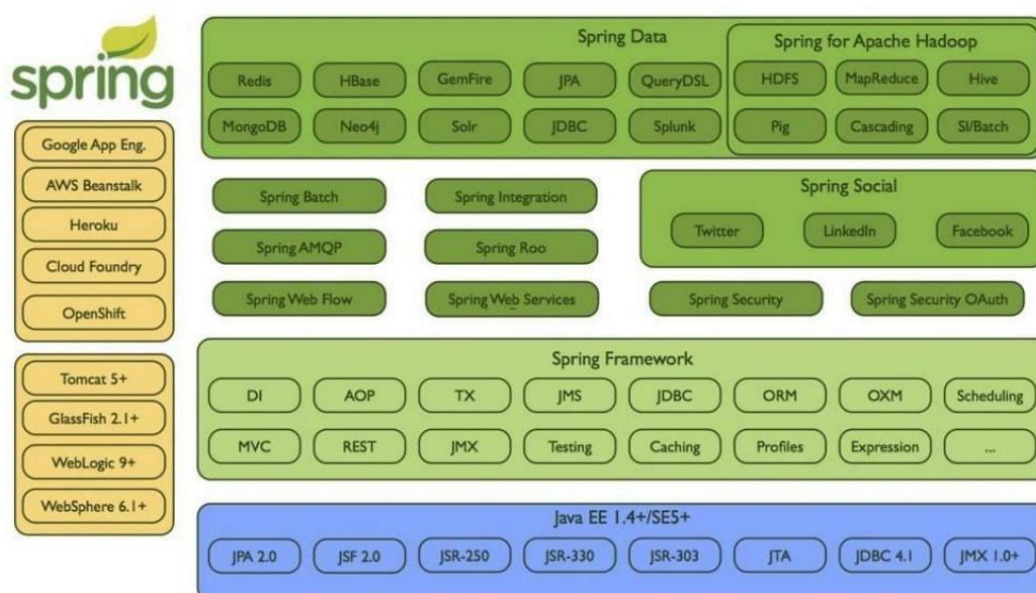 spring
Google App Eng.
AWS Beanstalk
Heroku
Cloud Foundry
OpenShift
Tomcat 5+
GlassFish 2.1+
WebLogic 9+
WebSphere 6.1+
Spring Data
Redis HBase GemFire JPA QueryDSL
MongoDB Neo4j Solr JDBC Splunk
Spring for Apache Hadoop
HDFS MapReduce Hive
Pig Cascading SI/Batch
Spring Batch Spring Integration
Spring AMQP Spring Roo
Spring Web Flow Spring Web Services
Spring Social
Twitter LinkedIn Facebook
Spring Security Spring Security OAuth
Spring Framework
DI AOP TX JMS JDBC ORM OXM Scheduling
MVC REST JMX Testing Caching Profiles Expression ...
Java EE 1.4+/SE5+
JPA 2.0 JSF 2.0 JSR-250 JSR-330 JSR-303 JTA JDBC 4.1 JMX 1.0+